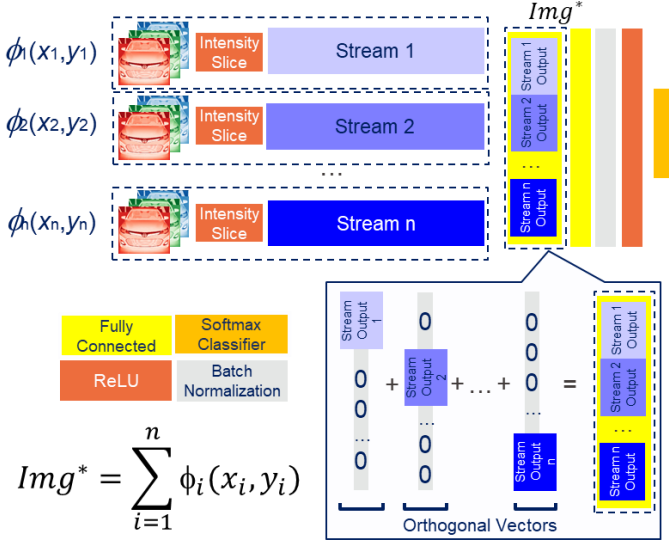 Img*
ϕ1(x1,y1)
Intensity
Slice
Stream 1
ϕ2(x2,y2)
Intensity
Slice
Stream 2
...
ϕn(xn,yn)
Intensity
Slice
Stream n
Stream 1
Output
Stream 2
Output
...
Stream n
Output
Fully
Connected
Softmax
Classifier
ReLU
Batch
Normalization
Img* = ∑ i=1 n ϕi(xi,yi)
Stream
Output
1
0
0
...
0
+
0
Stream
Output
2
0
...
0
0
+ ... +
0
0
0
...
Stream
Output
n
=
Stream 1
Output
Stream 2
Output
...
Stream n
Output
Orthogonal Vectors